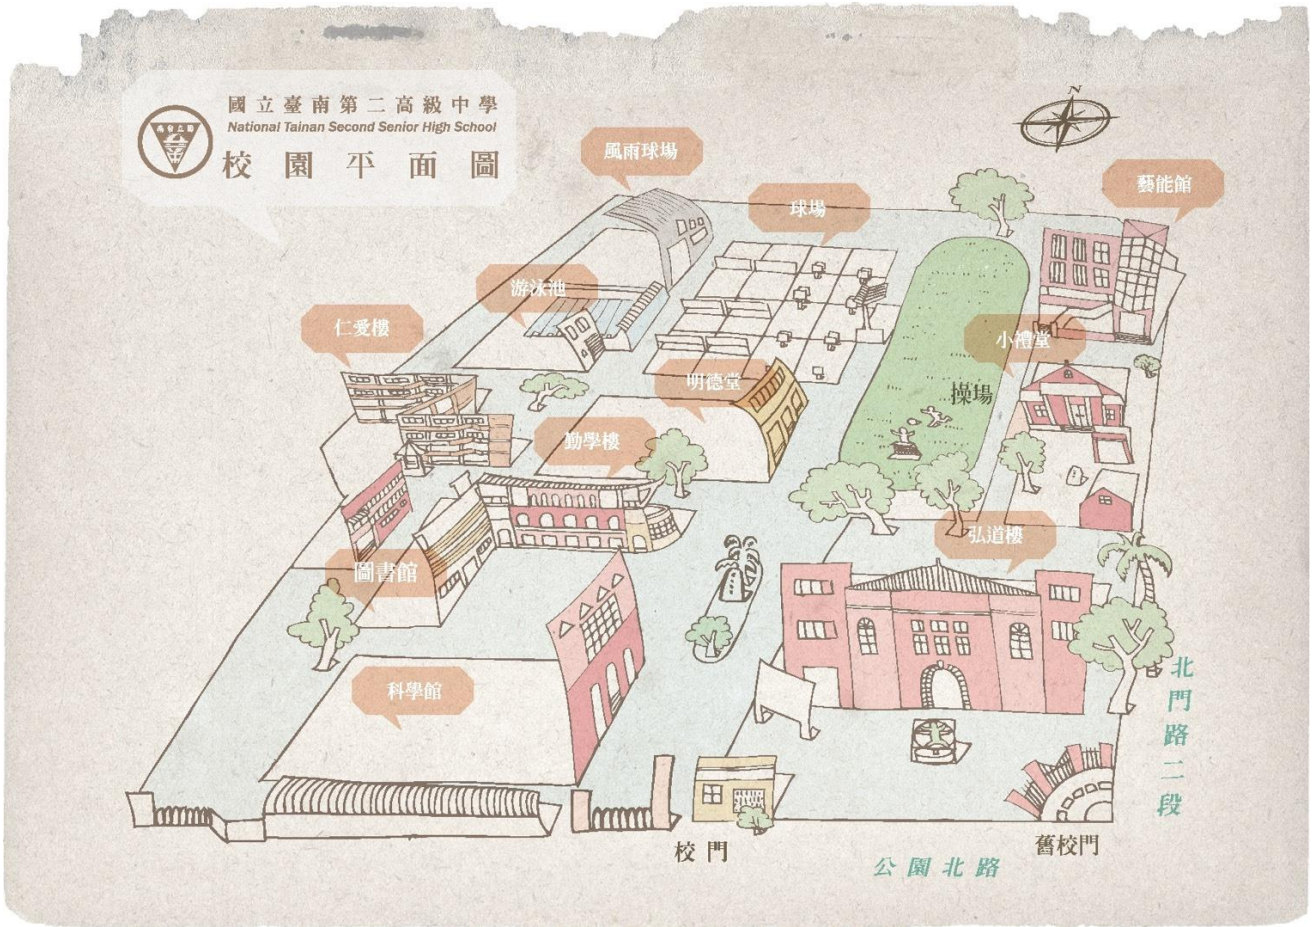 國立臺南第二高級中學
National Tainan Second Senior High School
校園平面圖
N
風雨球場
藝能館
球場
游泳池
仁愛樓
小禮堂
明德堂
操場
勤學樓
弘道樓
圖書館
科學館
北門路二段
校門
舊校門
公園北路